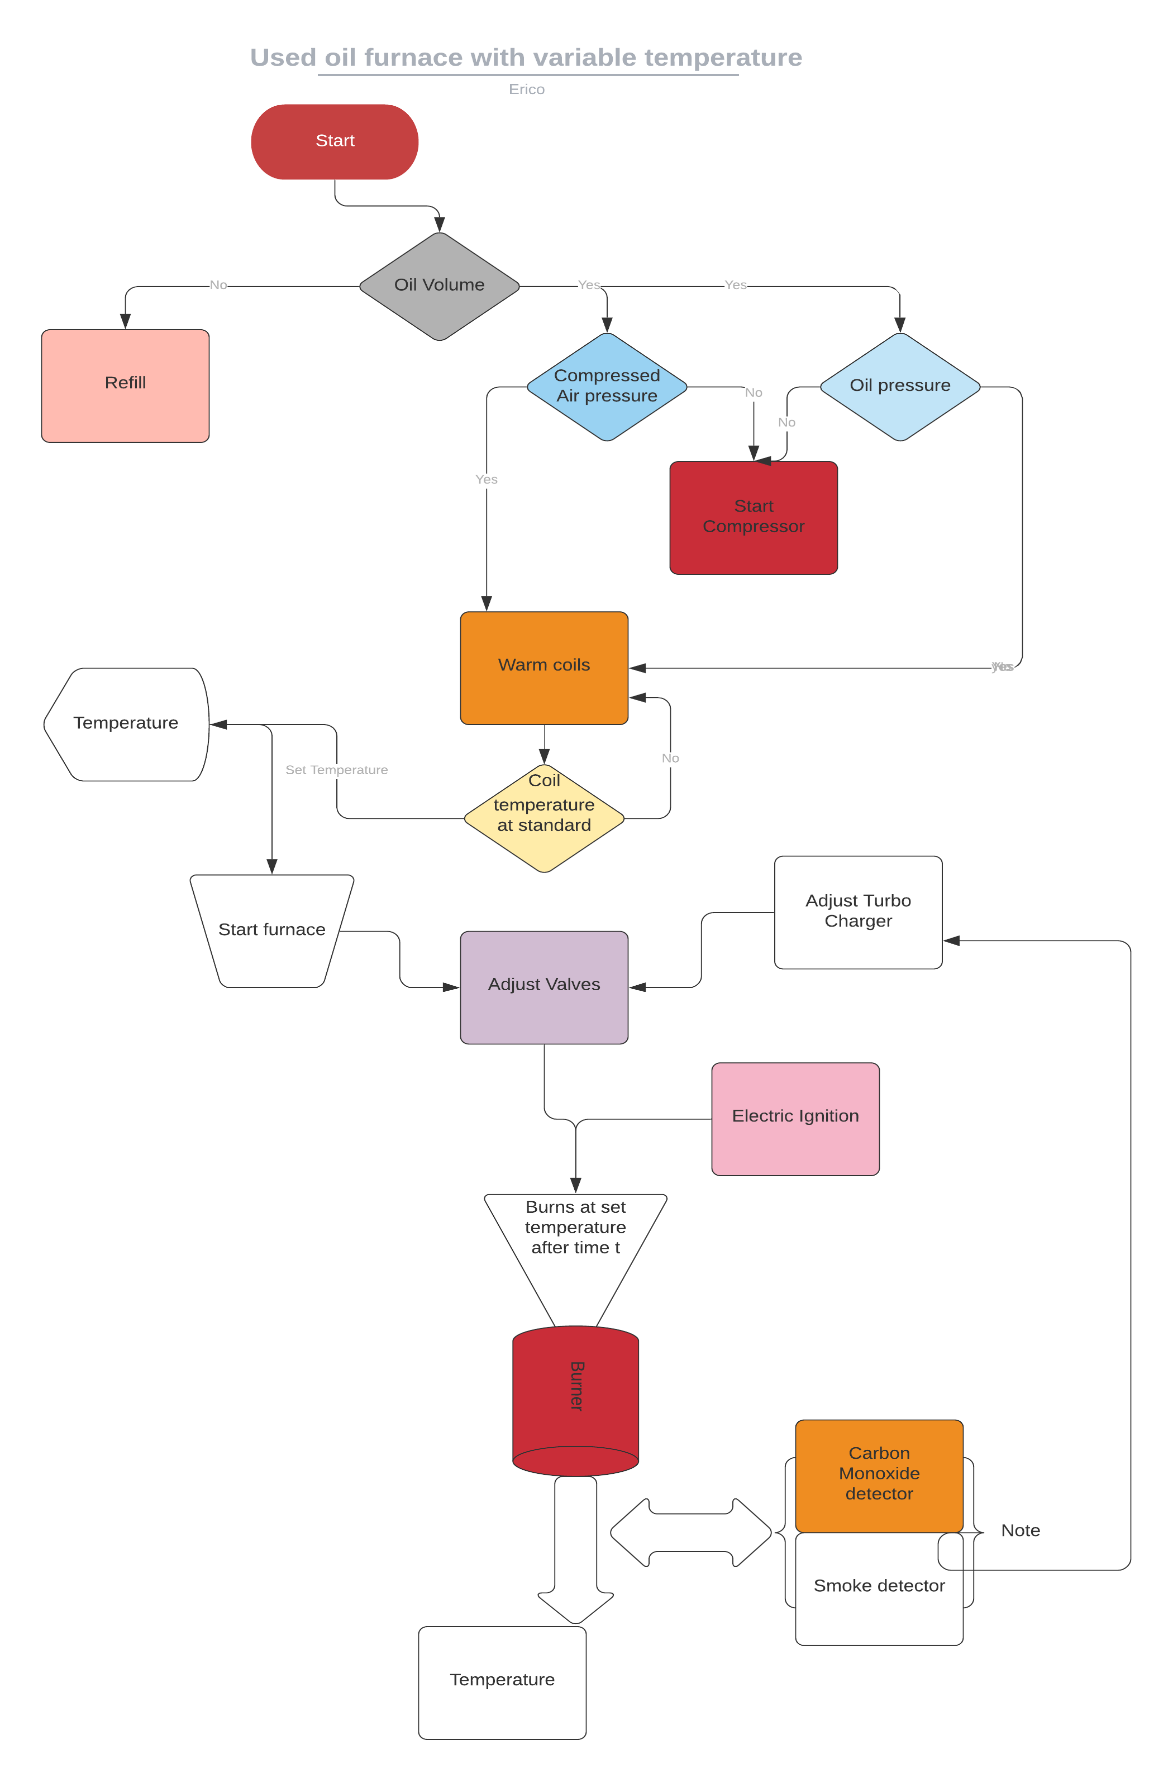 Used oil furnace with variable temperature
Erico
Start
Oil Volume
No
Yes
Yes
Refill
Compressed
Air pressure
Oil pressure
No
No
Yes
Start
Compressor
Warm coils
Temperature
Set Temperature
No
Coil
temperature
at standard
Adjust Turbo
Charger
Start furnace
Adjust Valves
Electric Ignition
Burns at set
temperature
after time t
Burner
Carbon
Monoxide
detector
Note
Smoke detector
Temperature